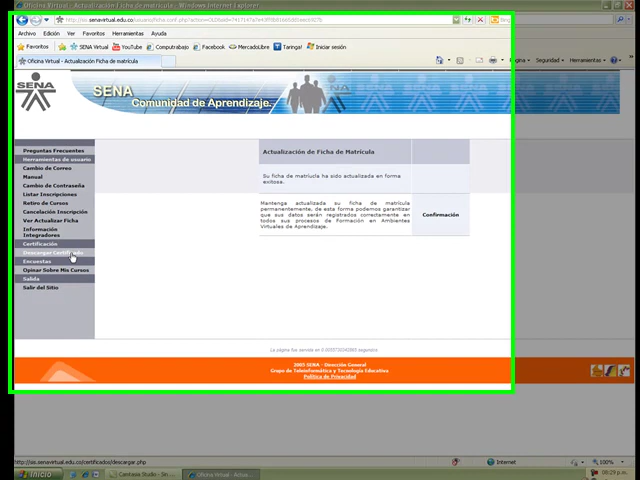 Oficina Virtual - Actualización Ficha de matrícula - Windows Internet Explorer
Archivo Edición Ver Favoritos Herramientas Ayuda
Favoritos SENA Virtual YouTube Computrabajo Facebook MercadoLibre Taringa! Iniciar sesión
Oficina Virtual - Actualización Ficha de matrícula
Página Seguridad Herramientas
SENA
SENA
Comunidad de Aprendizaje.
Preguntas Frecuentes
Herramientas de usuario
Cambio de Correo
Manual
Cambio de Contraseña
Listar Inscripciones
Retiro de Cursos
Cancelación Inscripción
Ver Actualizar Ficha
Información
Integradores
Certificación
Descargar Certificado
Encuestas
Opinar Sobre Mis Cursos
Salida
Salir del Sitio
Actualización de Ficha de Matrícula
Su ficha de matrícula ha sido actualizada en forma
exitosa.
Mantenga actualizada su ficha de matrícula
permanentemente, de esta forma podemos garantizar
que sus datos serán registrados correctamente en
todos sus procesos de Formación en Ambientes
Virtuales de Aprendizaje.
Confirmación
SENA - Dirección General
Grupo de Teleinformática y Tecnología Educativa
Política de Privacidad
http://sis.senavirtual.edu.co/certificados/descargar.php
Internet
100%
Inicio
Camtasia Studio - Sin...
Oficina Virtual - Actua...
08:29 p.m.